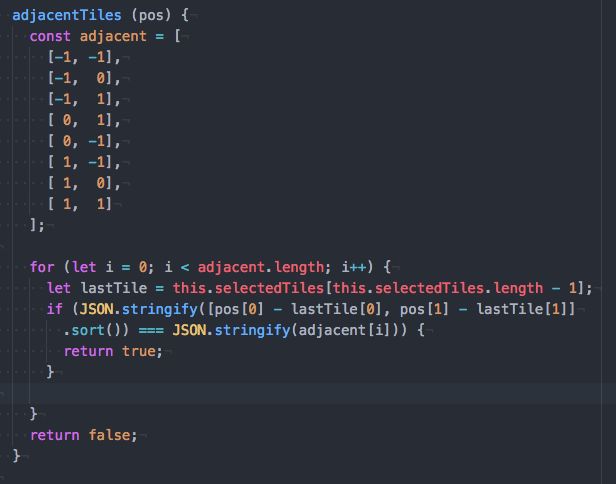 adjacentTiles (pos) {
  const adjacent = [
    [-1, -1],
    [-1,  0],
    [-1,  1],
    [ 0,  1],
    [ 0, -1],
    [ 1, -1],
    [ 1,  0],
    [ 1,  1]
  ];

  for (let i = 0; i < adjacent.length; i++) {
    let lastTile = this.selectedTiles[this.selectedTiles.length - 1];
    if (JSON.stringify([pos[0] - lastTile[0], pos[1] - lastTile[1]]
      .sort()) === JSON.stringify(adjacent[i])) {
      return true;
    }

  }
  return false;
}